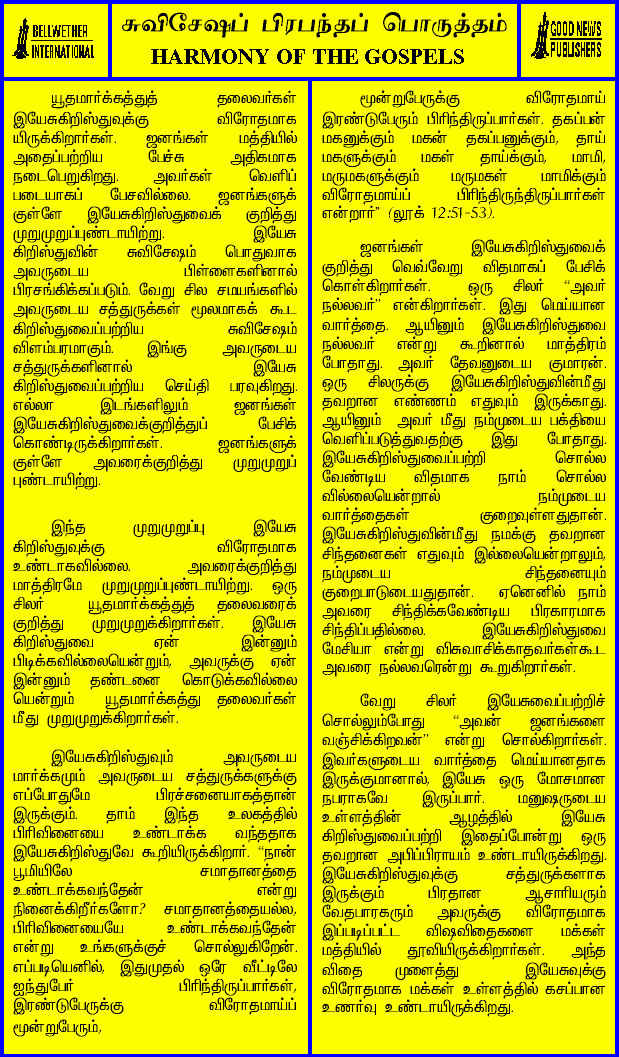 BELLWETHER
INTERNATIONAL
சுவிசேஷப் பிரபந்தப் பொருத்தம்
HARMONY OF THE GOSPELS
GOOD NEWS
PUBLISHERS
யூதமார்க்கத்துத் தலைவர்கள்
இயேசுகிறிஸ்துவுக்கு விரோதமாக
யிருக்கிறார்கள். ஜனங்கள் மத்தியில்
அதைப்பற்றிய பேச்சு அதிகமாக
நடைபெறுகிறது. அவர்கள் வெளிப்
படையாகப் பேசவில்லை. ஜனங்களுக்
குள்ளே இயேசுகிறிஸ்துவைக் குறித்து
முறுமுறுப்புண்டாயிற்று. இயேசு
கிறிஸ்துவின் சுவிசேஷம் பொதுவாக
அவருடைய பிள்ளைகளினால்
பிரசங்கிக்கப்படும். வேறு சில சமயங்களில்
அவருடைய சத்துருக்கள் மூலமாகக் கூட
கிறிஸ்துவைப்பற்றிய சுவிசேஷம்
விளம்பரமாகும். இங்கு அவருடைய
சத்துருக்களினால் இயேசு
கிறிஸ்துவைப்பற்றிய செய்தி பரவுகிறது.
எல்லா இடங்களிலும் ஜனங்கள்
இயேசுகிறிஸ்துவைக்குறித்துப் பேசிக்
கொண்டிருக்கிறார்கள். ஜனங்களுக்
குள்ளே அவரைக்குறித்து முறுமுறுப்
புண்டாயிற்று.
இந்த முறுமுறுப்பு இயேசு
கிறிஸ்துவுக்கு விரோதமாக
உண்டாகவில்லை. அவரைக்குறித்து
மாத்திரமே முறுமுறுப்புண்டாயிற்று. ஒரு
சிலர் யூதமார்க்கத்துத் தலைவரைக்
குறித்து முறுமுறுக்கிறார்கள். இயேசு
கிறிஸ்துவை ஏன் இன்னும்
பிடிக்கவில்லையென்றும், அவருக்கு ஏன்
இன்னும் தண்டனை கொடுக்கவில்லை
யென்றும் யூதமார்க்கத்து தலைவர்கள்
மீது முறுமுறுக்கிறார்கள்.
இயேசுகிறிஸ்துவும் அவருடைய
மார்க்கமும் அவருடைய சத்துருக்களுக்கு
எப்போதுமே பிரச்சனையாகத்தான்
இருக்கும். தாம் இந்த உலகத்தில்
பிரிவினையை உண்டாக்க வந்ததாக
இயேசுகிறிஸ்துவே கூறியிருக்கிறார். "நான்
பூமியிலே சமாதானத்தை
உண்டாக்கவந்தேன் என்று
நினைக்கிறீர்களோ? சமாதானத்தையல்ல,
பிரிவினையையே உண்டாக்கவந்தேன்
என்று உங்களுக்குச் சொல்லுகிறேன்.
எப்படியெனில், இதுமுதல் ஒரே வீட்டிலே
ஐந்துபேர் பிரிந்திருப்பார்கள்,
இரண்டுபேருக்கு விரோதமாய்ப்
மூன்றுபேரும்,
மூன்றுபேருக்கு விரோதமாய்
இரண்டுபேரும் பிரிந்திருப்பார்கள். தகப்பன்
மகனுக்கும் மகன் தகப்பனுக்கும், தாய்
மகளுக்கும் மகள் தாய்க்கும், மாமி,
மருமகளுக்கும் மருமகள் மாமிக்கும்
விரோதமாய்ப் பிரிந்திருந்திருப்பார்கள்
என்றார்" (லூக் 12:51-53).
ஜனங்கள் இயேசுகிறிஸ்துவைக்
குறித்து வெவ்வேறு விதமாகப் பேசிக்
கொள்கிறார்கள். ஒரு சிலர் "அவர்
நல்லவர்" என்கிறார்கள். இது மெய்யான
வார்த்தை. ஆயினும் இயேசுகிறிஸ்துவை
நல்லவர் என்று கூறினால் மாத்திரம்
போதாது. அவர் தேவனுடைய குமாரன்.
ஒரு சிலருக்கு இயேசுகிறிஸ்துவின்மீது
தவறான எண்ணம் எதுவும் இருக்காது.
ஆயினும் அவர் மீது நம்முடைய பக்தியை
வெளிப்படுத்துவதற்கு இது போதாது.
இயேசுகிறிஸ்துவைப்பற்றி சொல்ல
வேண்டிய விதமாக நாம் சொல்ல
வில்லையென்றால் நம்முடைய
வார்த்தைகள் குறைவுள்ளதுதான்.
இயேசுகிறிஸ்துவின்மீது நமக்கு தவறான
சிந்தனைகள் எதுவும் இல்லையென்றாலும்,
நம்முடைய சிந்தனையும்
குறைபாடுடையதுதான். ஏனெனில் நாம்
அவரை சிந்திக்கவேண்டிய பிரகாரமாக
சிந்திப்பதில்லை. இயேசுகிறிஸ்துவை
மேசியா என்று விசுவாசிக்காதவர்கள்கூட
அவரை நல்லவரென்று கூறுகிறார்கள்.
வேறு சிலர் இயேசுவைப்பற்றிச்
சொல்லும்போது "அவன் ஜனங்களை
வஞ்சிக்கிறவன்" என்று சொல்கிறார்கள்.
இவர்களுடைய வார்த்தை மெய்யானதாக
இருக்குமானால், இயேசு ஒரு மோசமான
நபராகவே இருப்பார். மனுஷருடைய
உள்ளத்தின் ஆழத்தில் இயேசு
கிறிஸ்துவைப்பற்றி இதைப்போன்று ஒரு
தவறான அபிப்பிராயம் உண்டாயிருக்கிறது.
இயேசுகிறிஸ்துவுக்கு சத்துருக்களாக
இருக்கும் பிரதான ஆசாரியரும்
வேதபாரகரும் அவருக்கு விரோதமாக
இப்படிப்பட்ட விஷவிதைகளை மக்கள்
மத்தியில் தூவியிருக்கிறார்கள். அந்த
விதை முளைத்து இயேசுவுக்கு
விரோதமாக மக்கள் உள்ளத்தில் கசப்பான
உணர்வு உண்டாயிருக்கிறது.